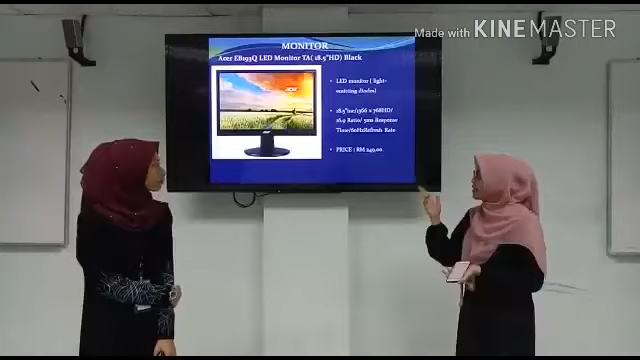 Made with KINEMASTER
MONITOR
Acer EB193Q LED Monitor TA( 18.5"HD) Black
• LED monitor ( light-
emitting diodes)
• 18.5"inc/1366 x 768HD/
16.9 Ratio/ 5ms Response
Time/60HzRefresh Rate
• PRICE : RM 249.00